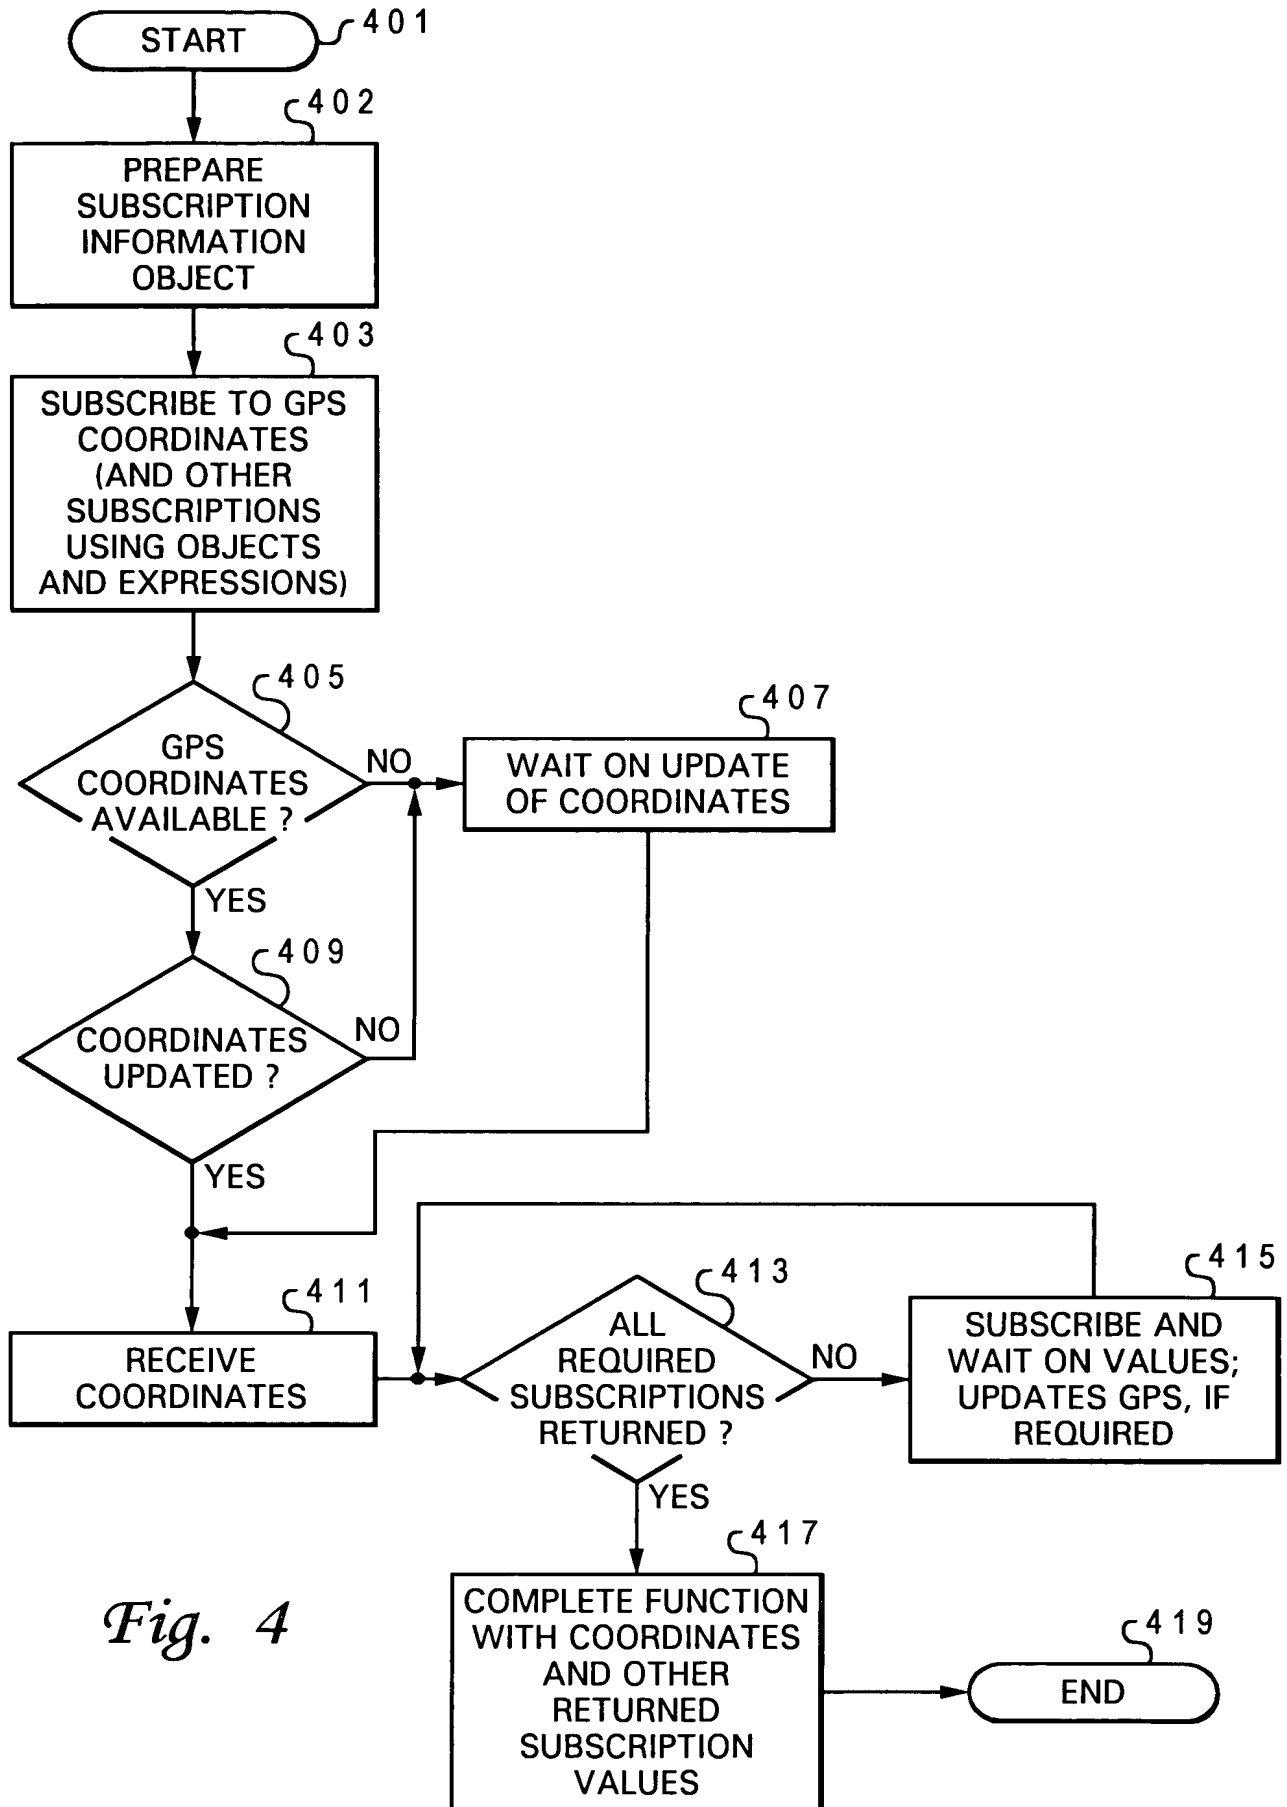 START
401
402
PREPARE
SUBSCRIPTION
INFORMATION
OBJECT
403
SUBSCRIBE TO GPS
COORDINATES
(AND OTHER
SUBSCRIPTIONS
USING OBJECTS
AND EXPRESSIONS)
405
GPS
COORDINATES
AVAILABLE ?
NO
YES
407
WAIT ON UPDATE
OF COORDINATES
409
COORDINATES
UPDATED ?
NO
YES
411
RECEIVE
COORDINATES
413
ALL
REQUIRED
SUBSCRIPTIONS
RETURNED ?
NO
YES
415
SUBSCRIBE AND
WAIT ON VALUES;
UPDATES GPS, IF
REQUIRED
417
COMPLETE FUNCTION
WITH COORDINATES
AND OTHER
RETURNED
SUBSCRIPTION
VALUES
419
END
Fig. 4